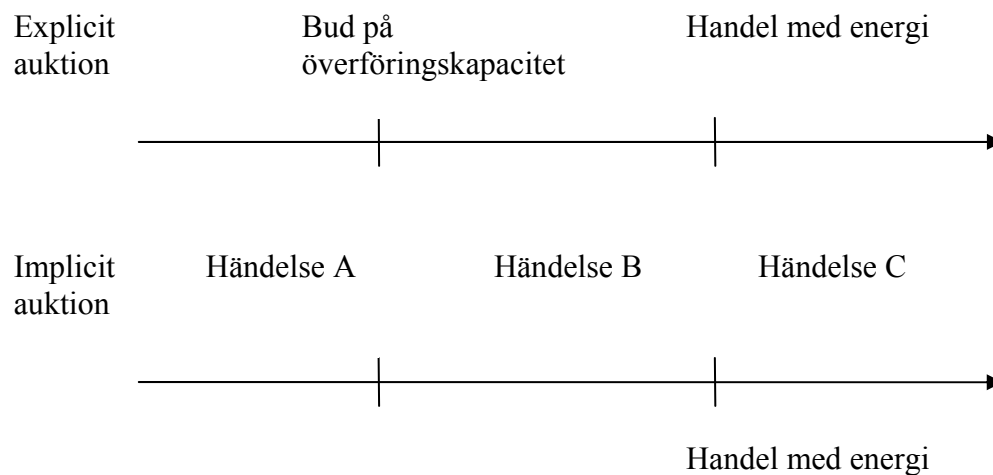 Explicit auktion
Bud på överföringskapacitet
Handel med energi
Implicit auktion
Händelse A
Händelse B
Händelse C
Handel med energi